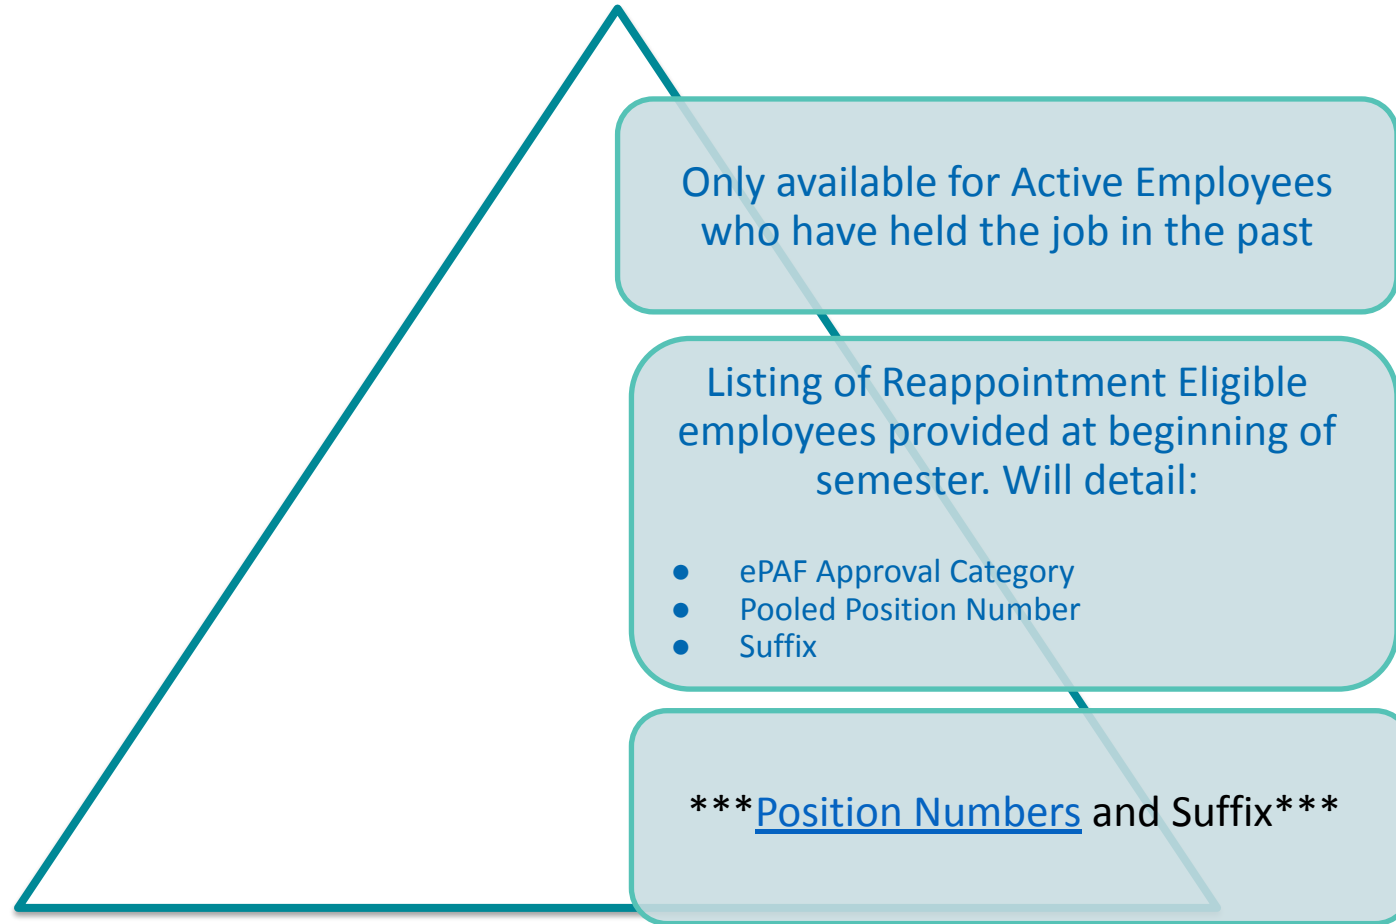 Only available for Active Employees
who have held the job in the past
Listing of Reappointment Eligible
employees provided at beginning of
semester. Will detail:
● ePAF Approval Category
● Pooled Position Number
● Suffix
***Position Numbers and Suffix***